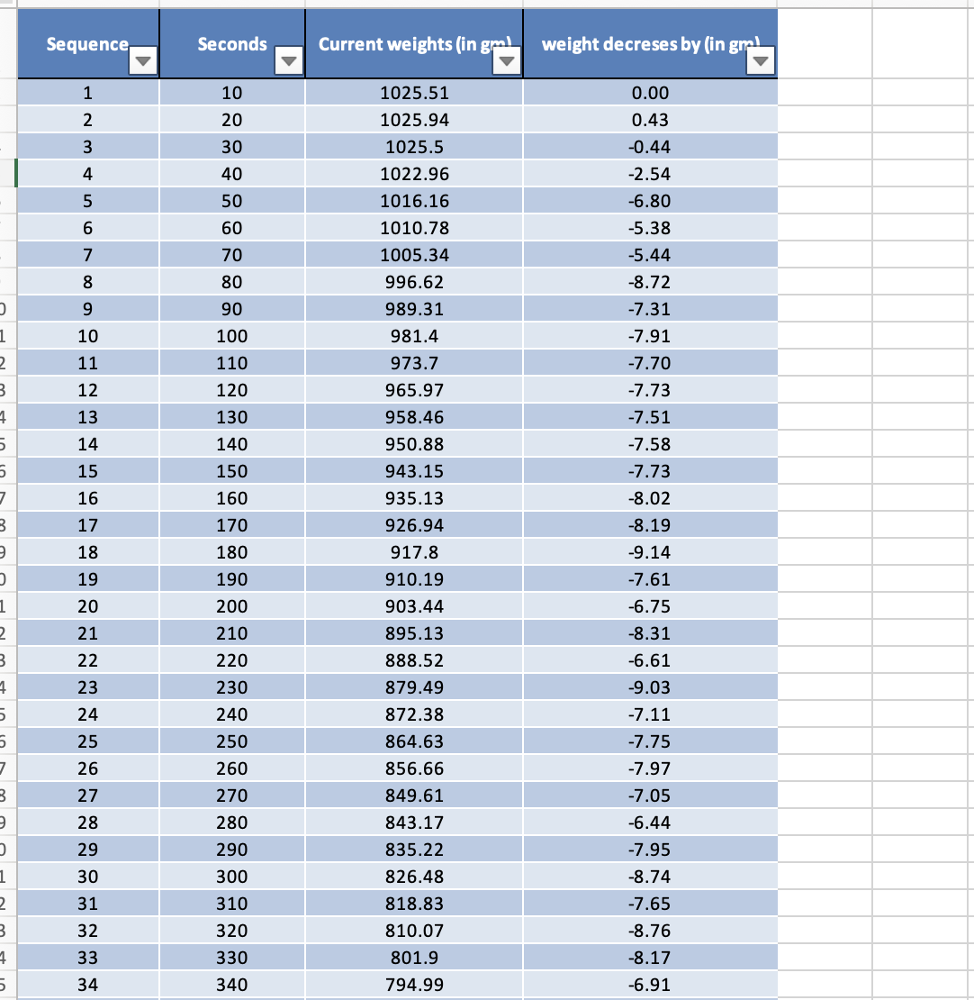 Sequence Seconds Current weights (in gm) weight decreses by (in gm)
1 10 1025.51 0.00
2 20 1025.94 0.43
3 30 1025.5 -0.44
4 40 1022.96 -2.54
5 50 1016.16 -6.80
6 60 1010.78 -5.38
7 70 1005.34 -5.44
8 80 996.62 -8.72
9 90 989.31 -7.31
10 100 981.4 -7.91
11 110 973.7 -7.70
12 120 965.97 -7.73
13 130 958.46 -7.51
14 140 950.88 -7.58
15 150 943.15 -7.73
16 160 935.13 -8.02
17 170 926.94 -8.19
18 180 917.8 -9.14
19 190 910.19 -7.61
20 200 903.44 -6.75
21 210 895.13 -8.31
22 220 888.52 -6.61
23 230 879.49 -9.03
24 240 872.38 -7.11
25 250 864.63 -7.75
26 260 856.66 -7.97
27 270 849.61 -7.05
28 280 843.17 -6.44
29 290 835.22 -7.95
30 300 826.48 -8.74
31 310 818.83 -7.65
32 320 810.07 -8.76
33 330 801.9 -8.17
34 340 794.99 -6.91